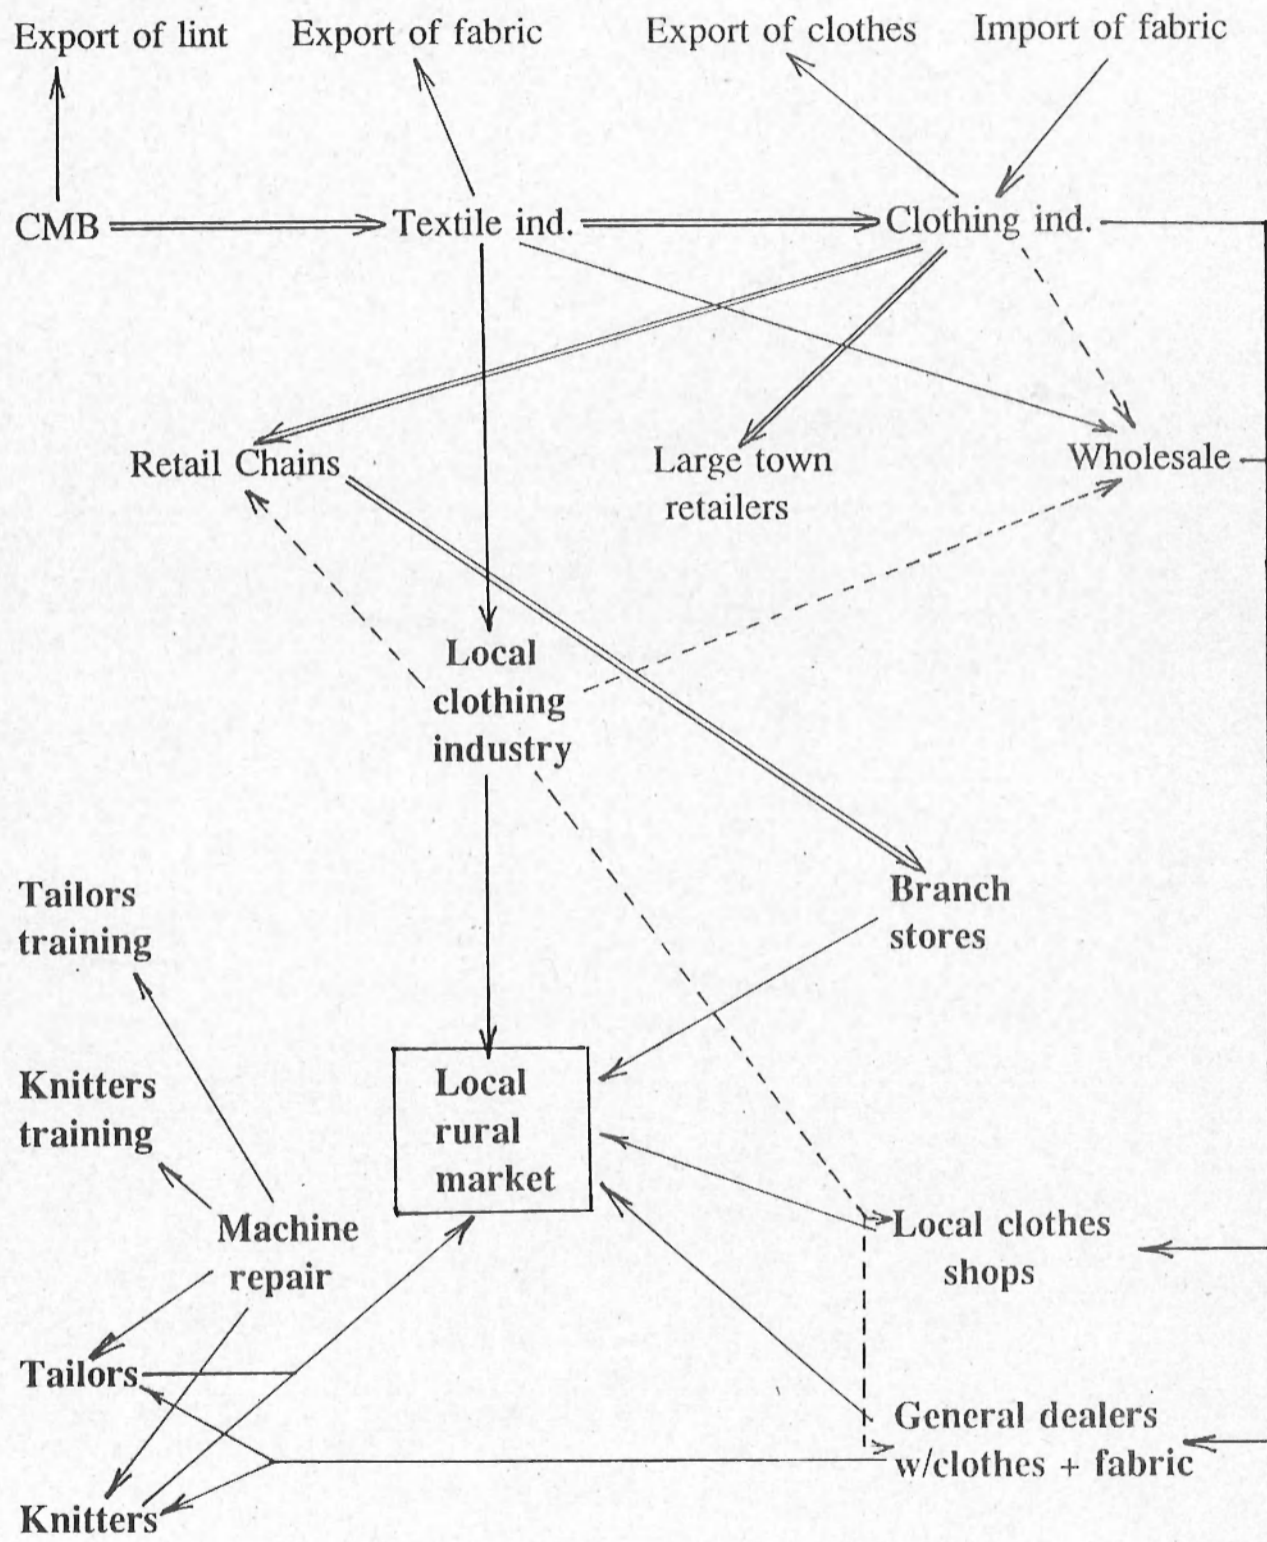 Export of lint
Export of fabric
Export of clothes
Import of fabric
CMB
Textile ind.
Clothing ind.
Retail Chains
Large town
retailers
Wholesale
Local
clothing
industry
Tailors
training
Branch
stores
Knitters
training
Local
rural
market
Machine
repair
Local clothes
shops
Tailors
General dealers
w/clothes + fabric
Knitters